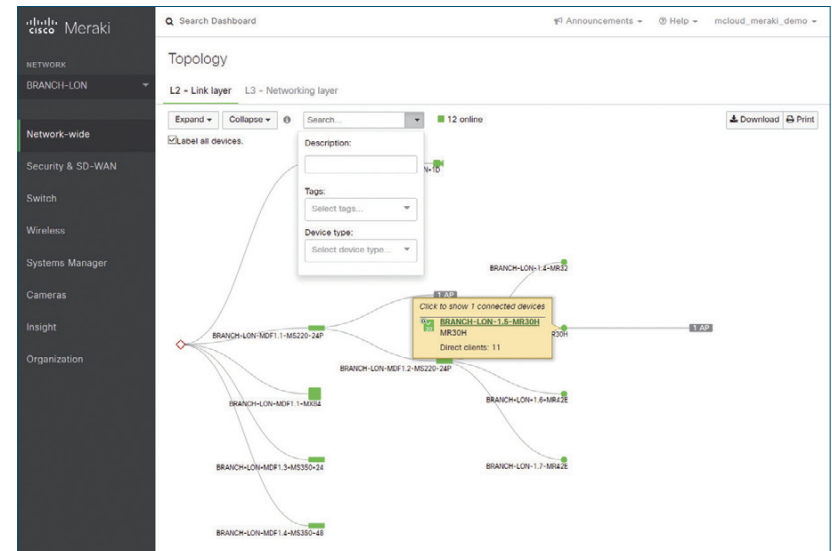 cisco Meraki
Search Dashboard
Announcements
Help
mcloud_meraki_demo
NETWORK
BRANCH-LON
Network-wide
Security & SD-WAN
Switch
Wireless
Systems Manager
Cameras
Insight
Organization
Topology
L2 - Link layer
L3 - Networking layer
Expand
Collapse
Search...
12 online
Download
Print
Label all devices.
Description:
Tags:
Select tags...
Device type:
Select device type...
N-1D
BRANCH-LON-1.4-MR32
1 AP
Click to show 1 connected devices
BRANCH-LON-1.5-MR30H
MR30H
Direct clients: 11
R30H
1 AP
BRANCH-LON-MDF1.1-MS220-24P
BRANCH-LON-MDF1.2-MS220-24P
BRANCH-LON-MDF1.1-MX84
BRANCH-LON-1.6-MR42E
BRANCH-LON-MDF1.3-MS350-24
BRANCH-LON-1.7-MR42E
BRANCH-LON-MDF1.4-MS350-48